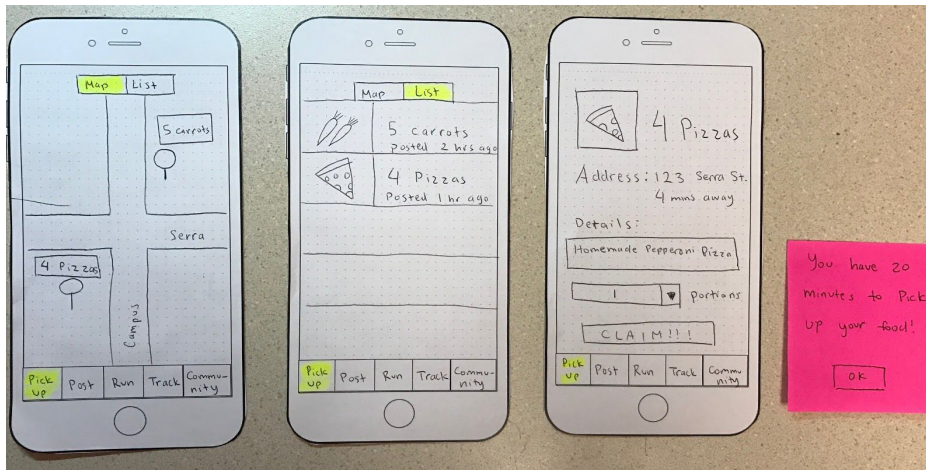 Map List
5 carrots
Serra
4 Pizzas
Campus
Pick up
Post
Run
Track
Commu-
nity
Map List
5 carrots
posted 2 hrs ago
4 Pizzas
Posted 1 hr ago
Pick up
Post
Run
Track
Commu-
nity
4 Pizzas
Address: 123 Serra St.
4 mins away
Details:
Homemade Pepperoni Pizza
1 portions
CLAIM!!!
Pick up
Post
Run
Track
Commu
nity
You have 20
minutes to Pick
up your food!
OK